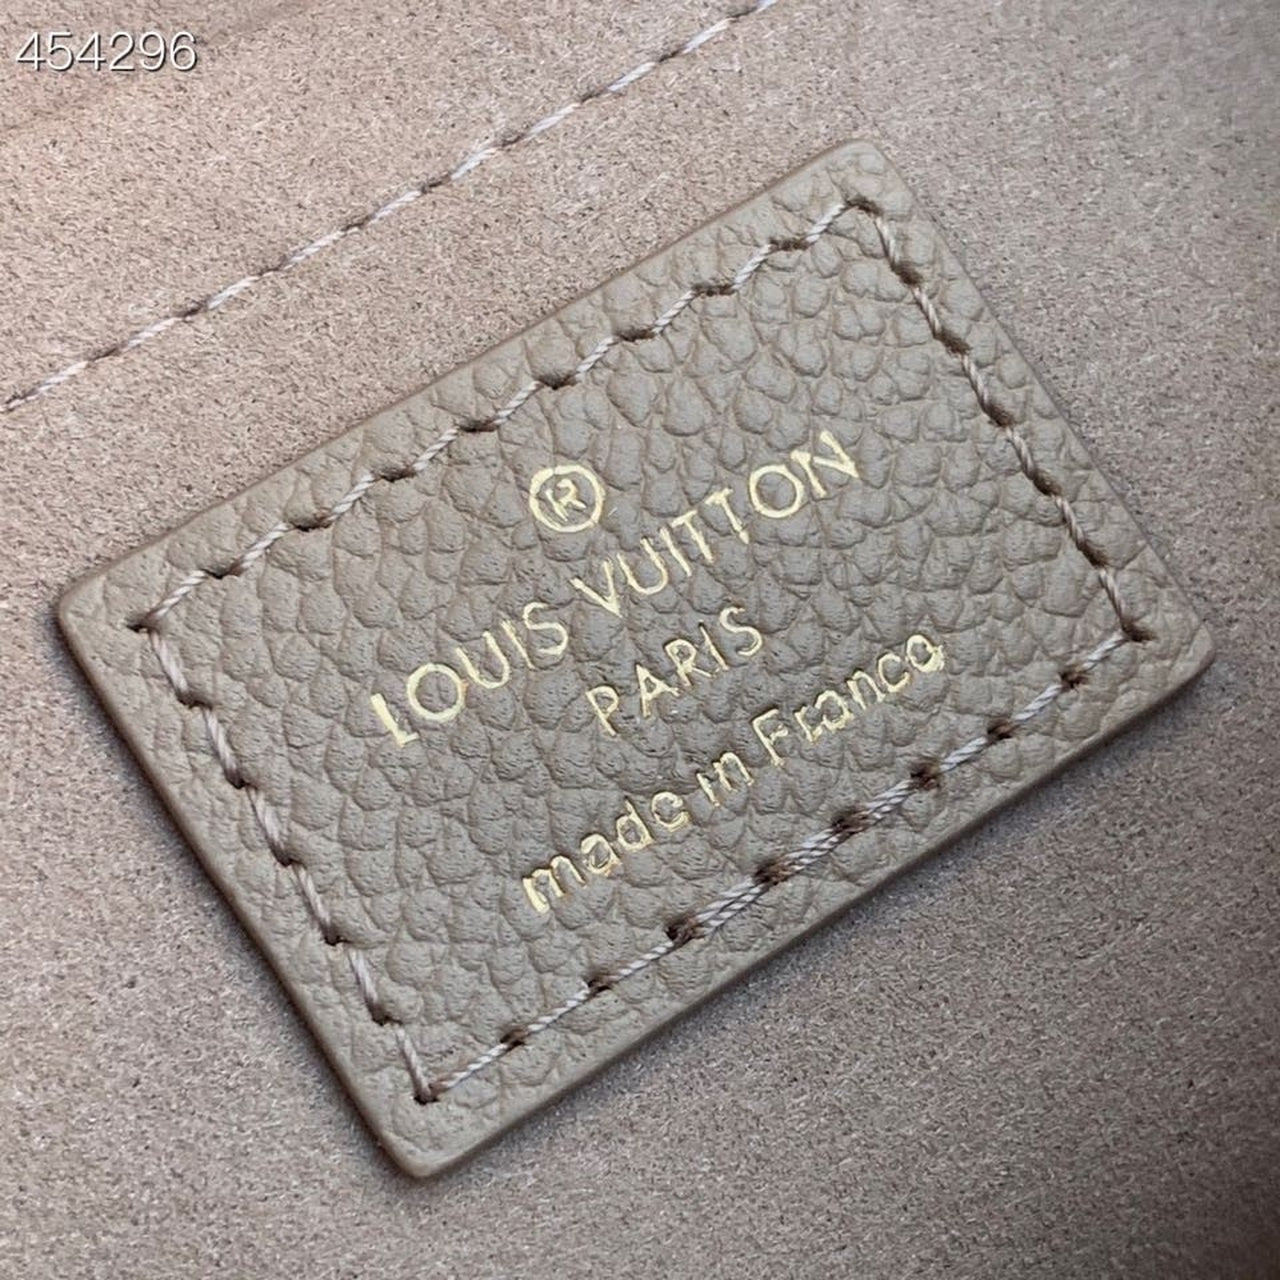 454296
®
LOUIS VUITTON
PARIS
made in France